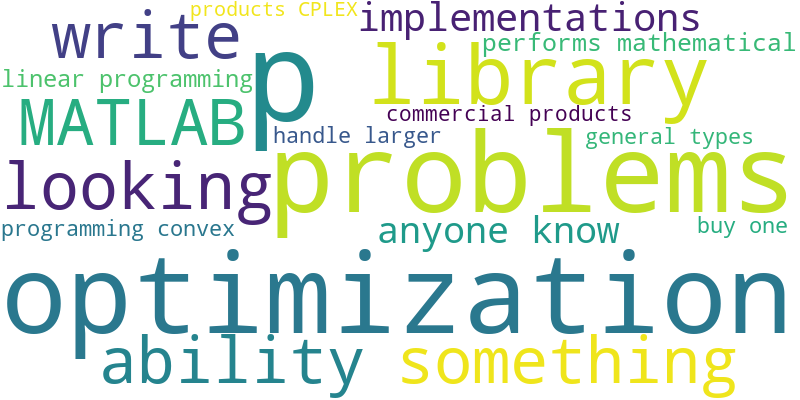 products CPLEX
implementations
write
p
library
performs mathematical
linear programming
MATLAB
commercial products
handle larger
general types
looking
problems
programming convex
anyone know
buy one
optimization
ability
something